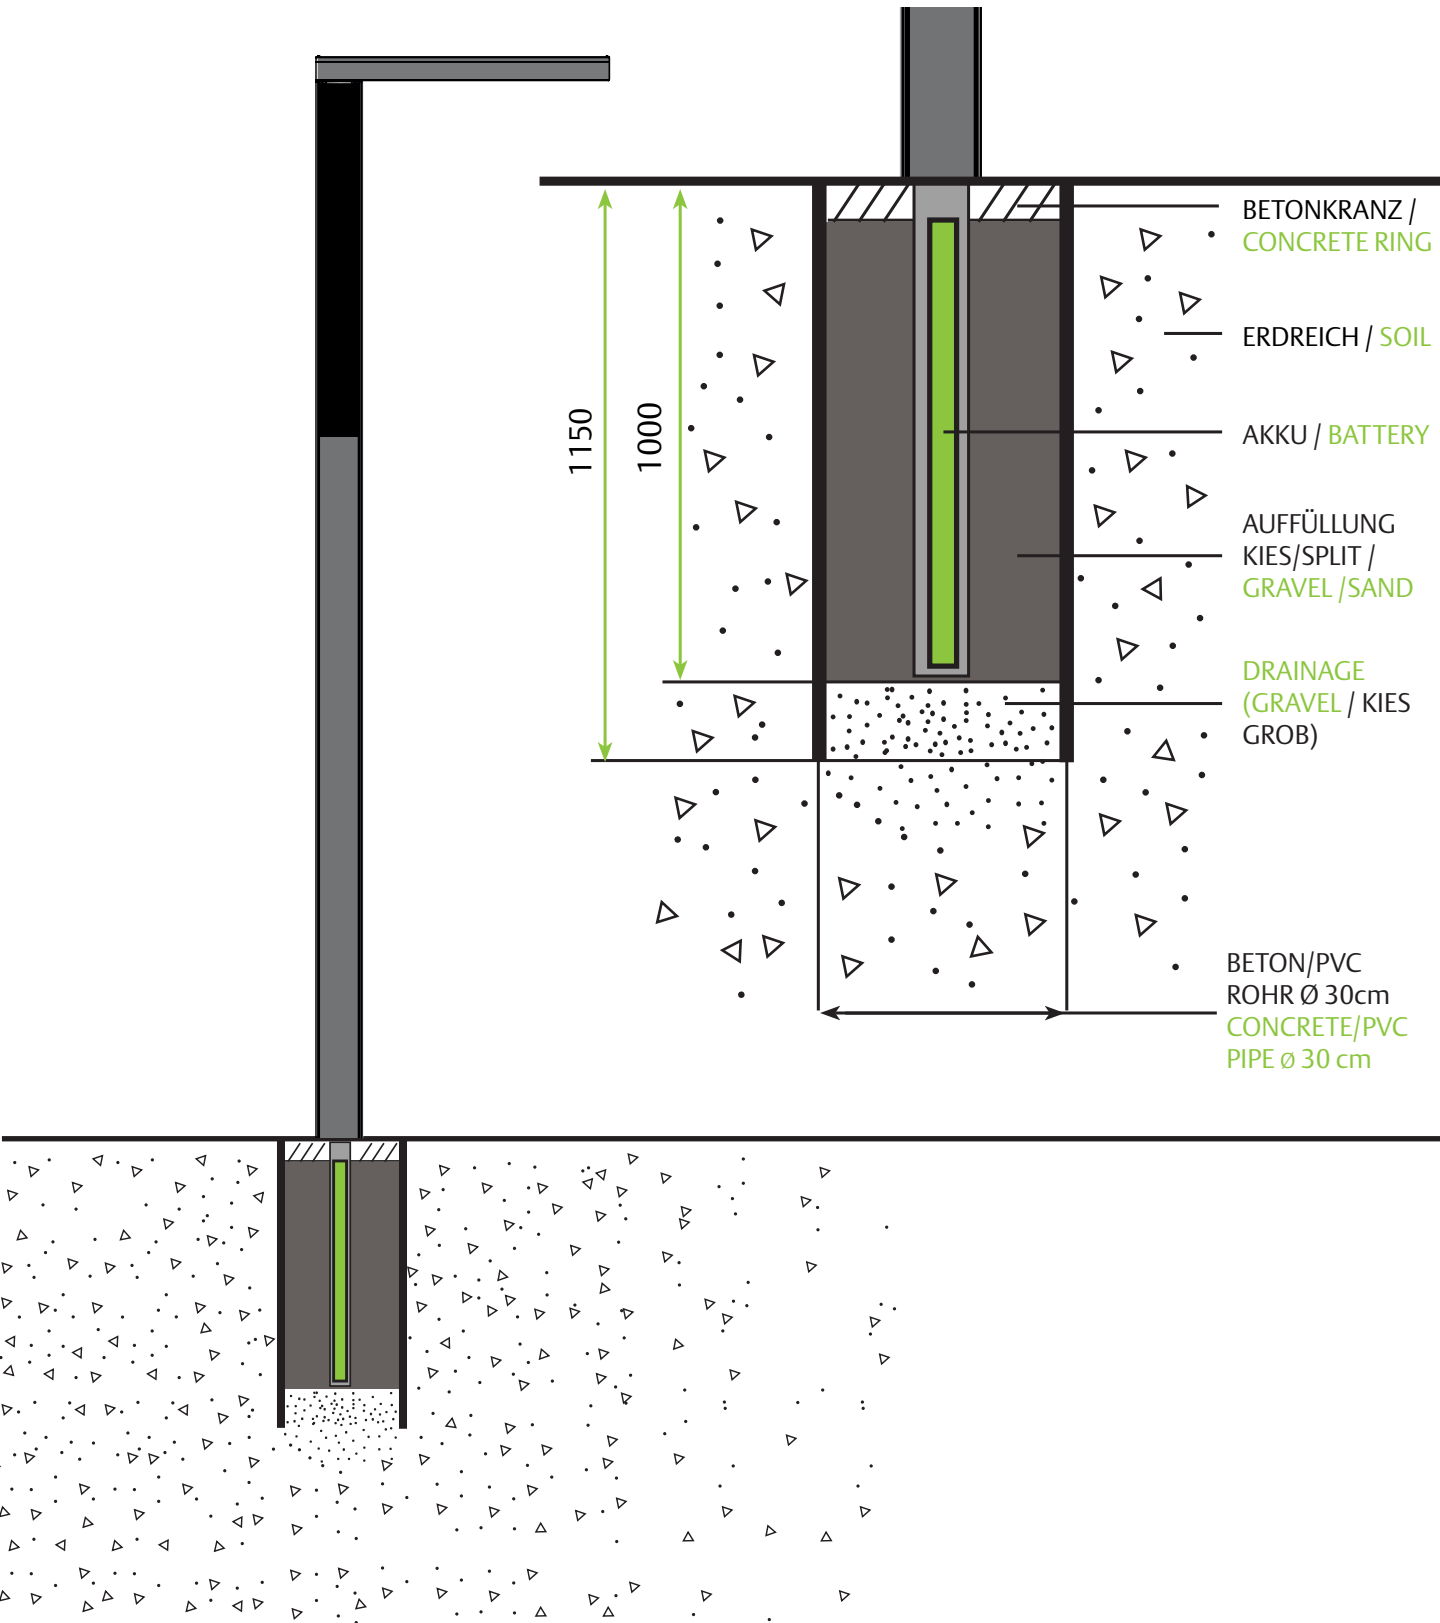 BETONKRANZ /
CONCRETE RING
ERDREICH / SOIL
1150
1000
AKKU / BATTERY
AUFFÜLLUNG
KIES/SPLIT /
GRAVEL /SAND
DRAINAGE
(GRAVEL / KIES
GROB)
BETON/PVC
ROHR Ø 30cm
CONCRETE/PVC
PIPE ø 30 cm